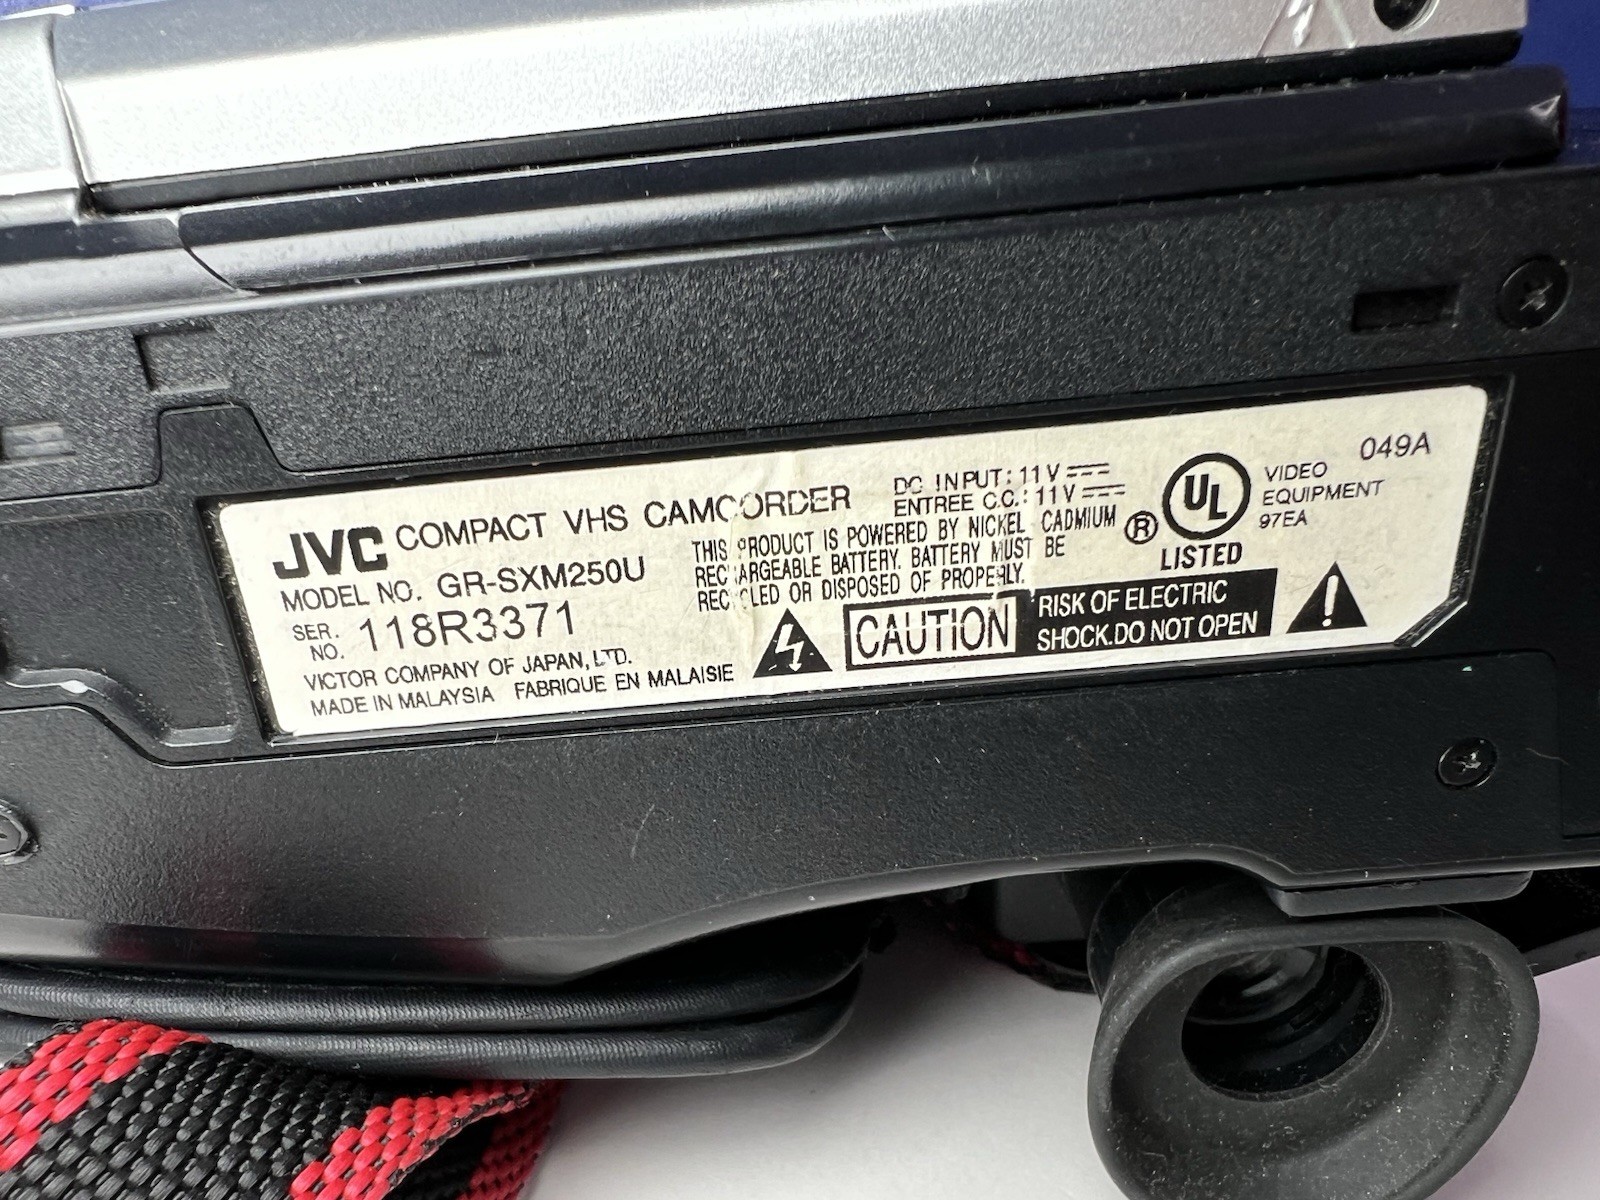 JVC COMPACT VHS CAMCORDER
MODEL NO. GR-SXM250U
SER. NO. 118R3371
VICTOR COMPANY OF JAPAN, LTD.
MADE IN MALAYSIA FABRIQUE EN MALAISIE
DC INPUT: 11V
ENTREE C.C.: 11V
THIS PRODUCT IS POWERED BY NICKEL CADMIUM
RECHARGEABLE BATTERY. BATTERY MUST BE
RECYCLED OR DISPOSED OF PROPERLY.
CAUTION
RISK OF ELECTRIC
SHOCK.DO NOT OPEN
UL
®
LISTED
VIDEO
EQUIPMENT
97EA
049A